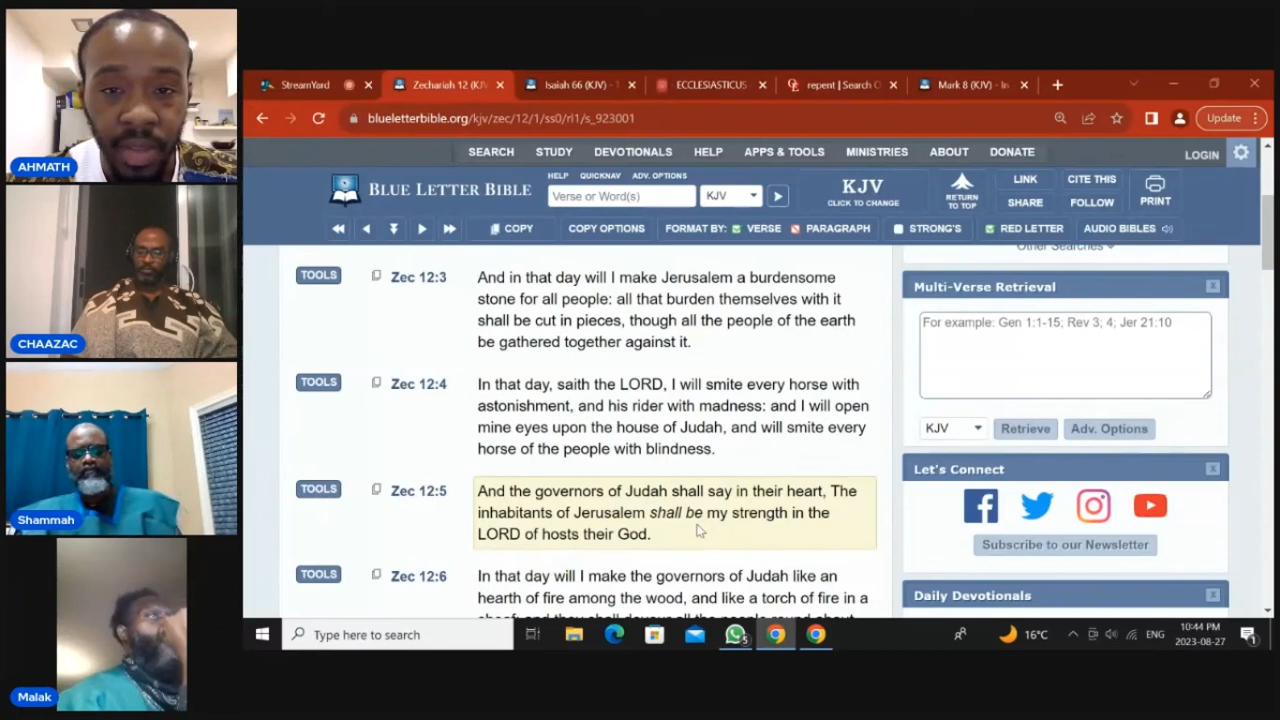 AHMATH
CHAAZAC
Shammah
Malak
StreamYard
Zechariah 12 (KJV
Isaiah 66 (KJV) - T
ECCLESIASTICUS
repent | Search O
Mark 8 (KJV) - In
blueletterbible.org/kjv/zec/12/1/ss0/rl1/s_923001
Update
SEARCH STUDY DEVOTIONALS HELP APPS & TOOLS MINISTRIES ABOUT DONATE
LOGIN
BLUE LETTER BIBLE
HELP QUICKNAV ADV. OPTIONS
Verse or Word(s)
KJV
KJV
CLICK TO CHANGE
RETURN
TO TOP
LINK
SHARE
CITE THIS
FOLLOW
PRINT
COPY COPY OPTIONS FORMAT BY: VERSE PARAGRAPH STRONG'S RED LETTER AUDIO BIBLES
TOOLS Zec 12:3 And in that day will I make Jerusalem a burdensome
stone for all people: all that burden themselves with it
shall be cut in pieces, though all the people of the earth
be gathered together against it.
TOOLS Zec 12:4 In that day, saith the LORD, I will smite every horse with
astonishment, and his rider with madness: and I will open
mine eyes upon the house of Judah, and will smite every
horse of the people with blindness.
TOOLS Zec 12:5 And the governors of Judah shall say in their heart, The
inhabitants of Jerusalem shall be my strength in the
LORD of hosts their God.
TOOLS Zec 12:6 In that day will I make the governors of Judah like an
hearth of fire among the wood, and like a torch of fire in a
sheaf; and they shall devour all the people round about,
Other Searches
Multi-Verse Retrieval
For example: Gen 1:1-15; Rev 3; 4; Jer 21:10
KJV Retrieve Adv. Options
Let's Connect
Subscribe to our Newsletter
Daily Devotionals
Type here to search
5
16°C
ENG
10:44 PM
2023-08-27
1